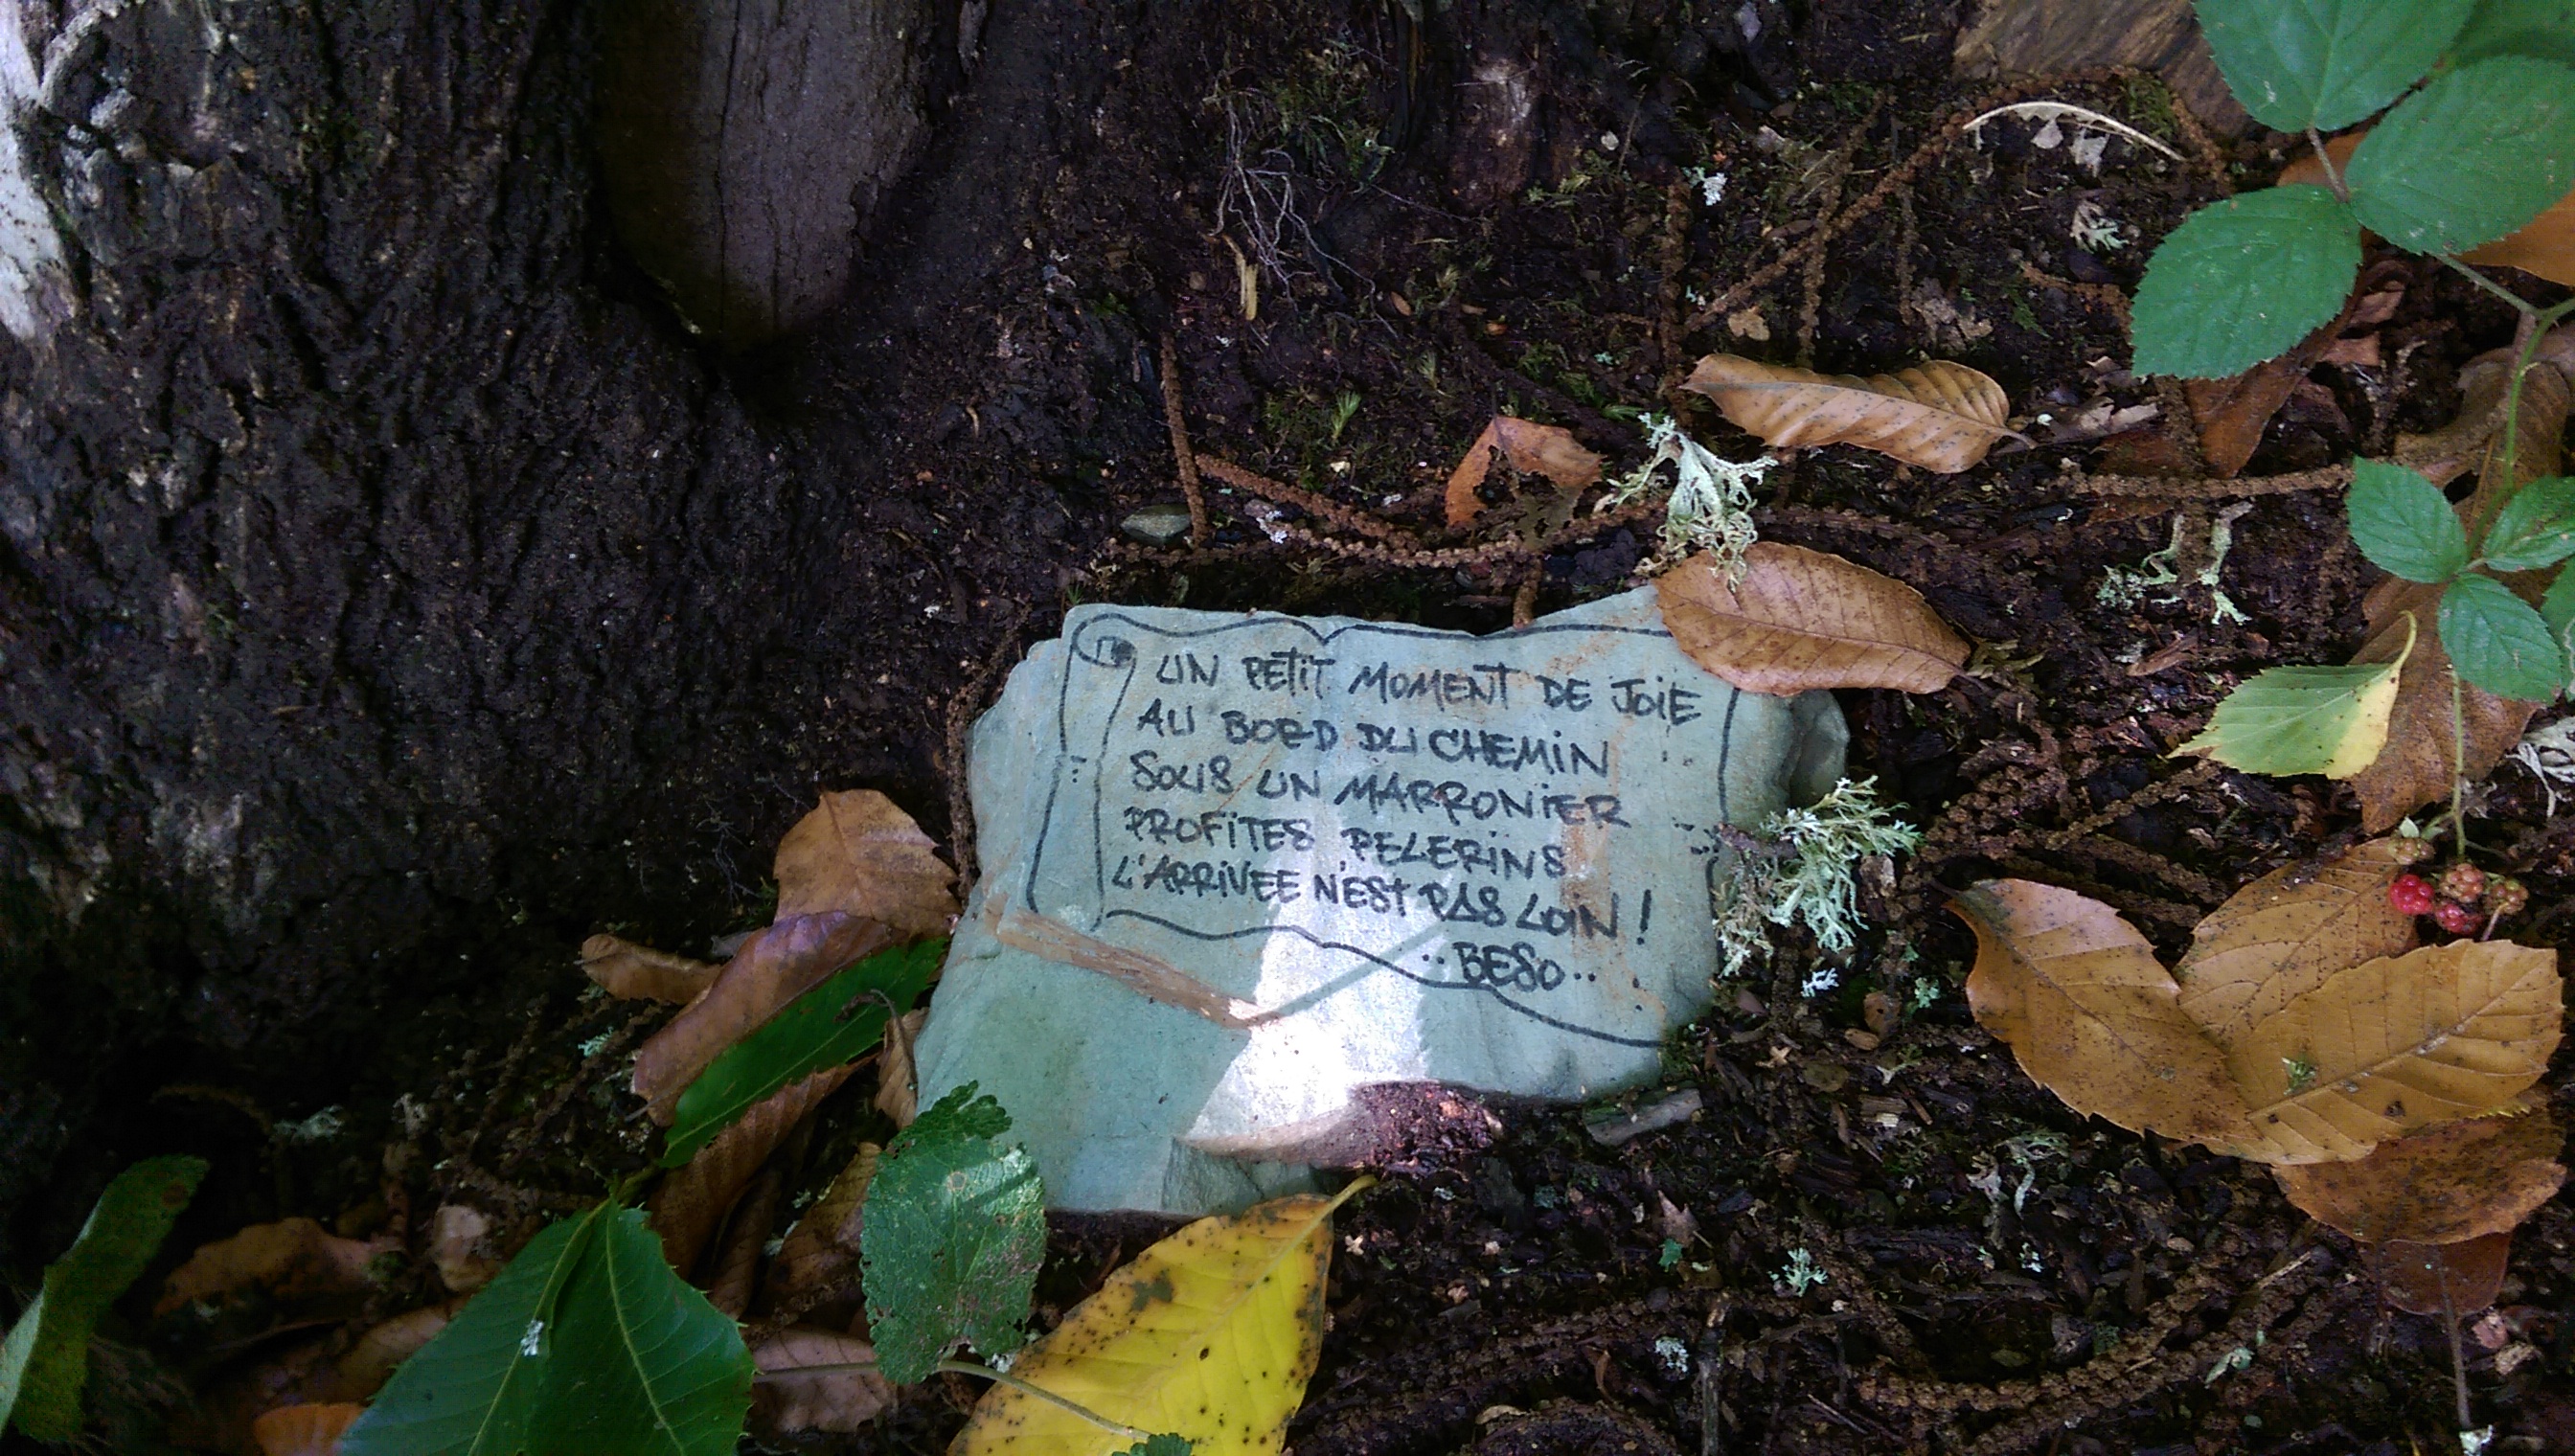 UN PETIT MOMENT DE JOIE
AU BORD DU CHEMIN
SOUS UN MARRONIER
PROFITES PELERINS
L'ARRIVEE N'EST PAS LOIN !
..BESO..